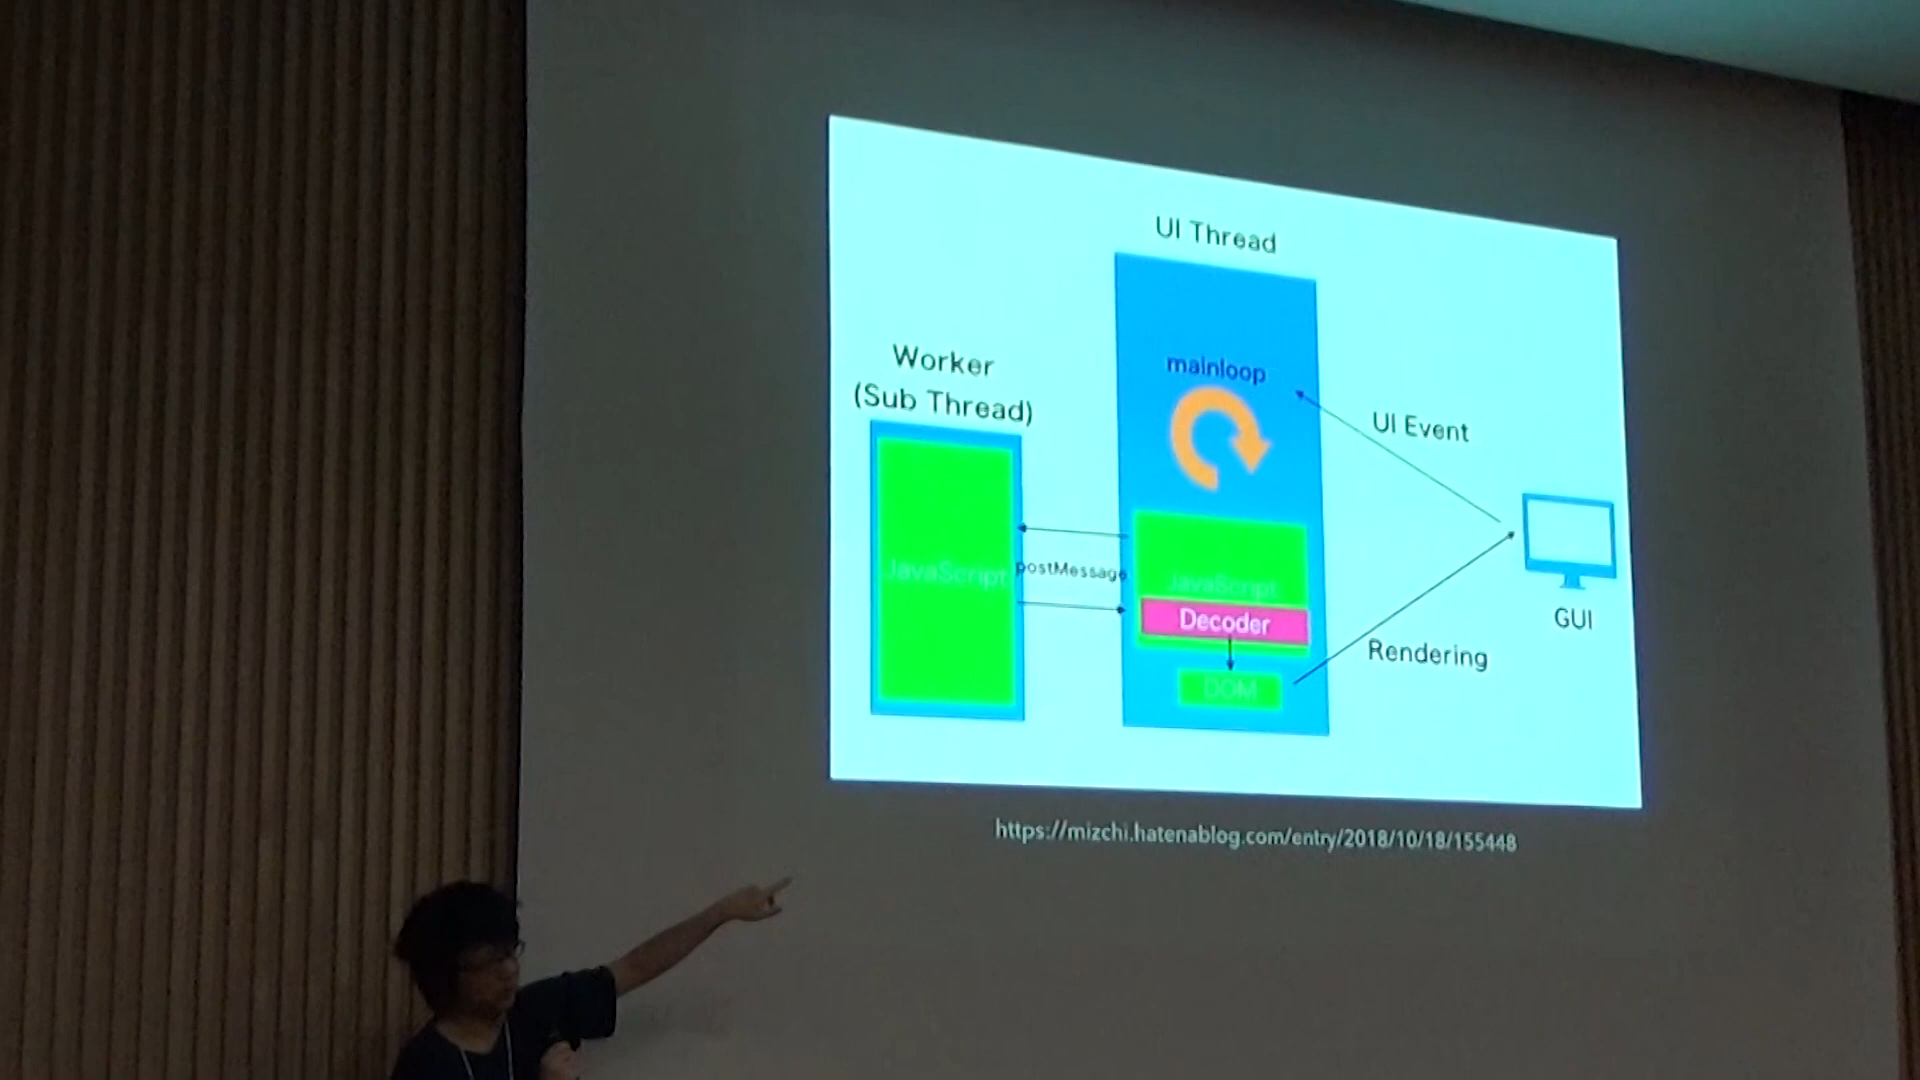 UI Thread
Worker
(Sub Thread)
mainloop
UI Event
JavaScript
postMessage
JavaScript
Decoder
DOM
Rendering
GUI
https://mizchi.hatenablog.com/entry/2018/10/18/155448